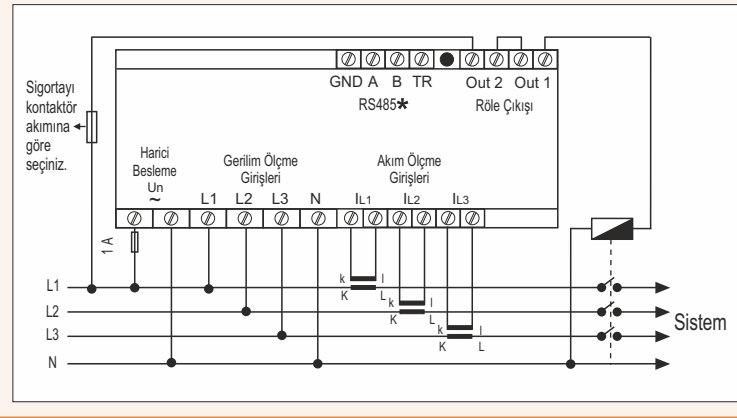 GND A B TR Out 2 Out 1
RS485* Röle Çıkışı
Sigortayı
kontaktör
akımına
göre
seçiniz.
Harici
Besleme
Un
~
Gerilim Ölçme
Girişleri
Akım Ölçme
Girişleri
L1 L2 L3 N IL1 IL2 IL3
1 A
L1
k l
K L
L2
k l
K L
L3
k l
K L
Sistem
N